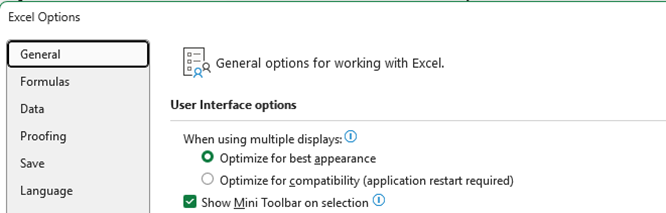 Excel Options
General
General options for working with Excel.
Formulas
Data
User Interface options
Proofing
When using multiple displays:
Optimize for best appearance
Save
Optimize for compatibility (application restart required)
Language
Show Mini Toolbar on selection